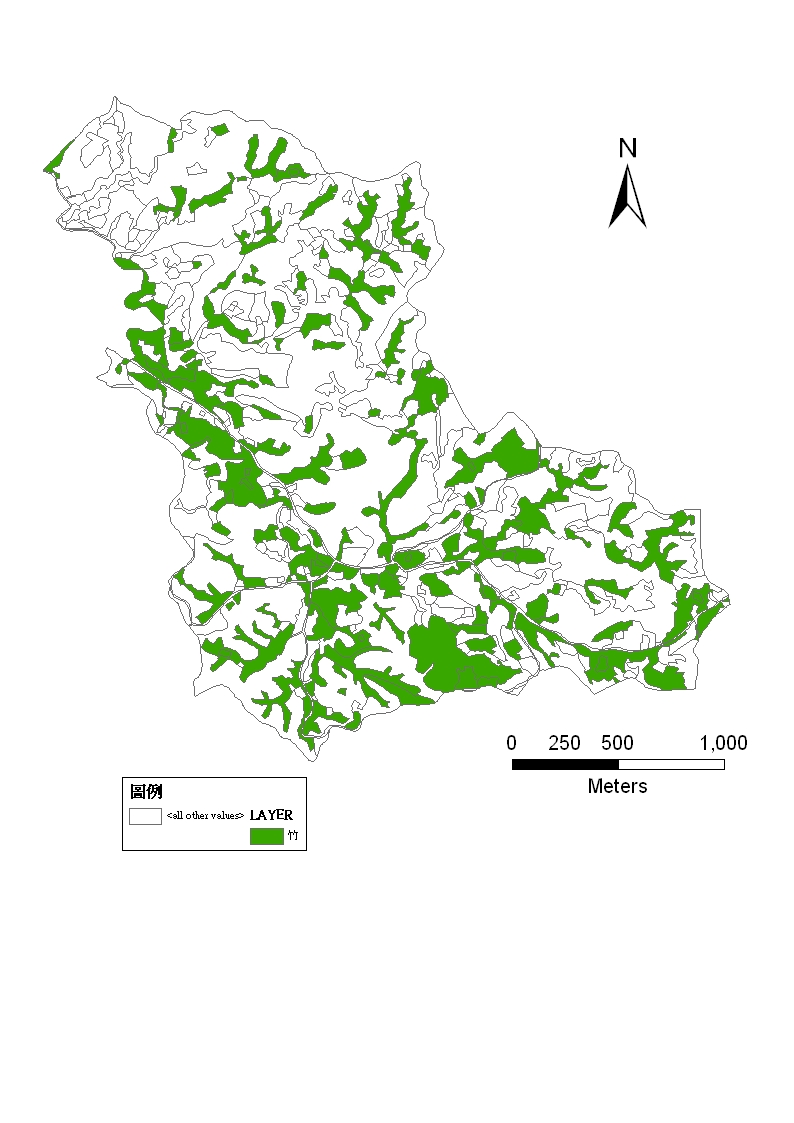 N
0 250 500 1,000
Meters
圖例
<all other values> LAYER
竹